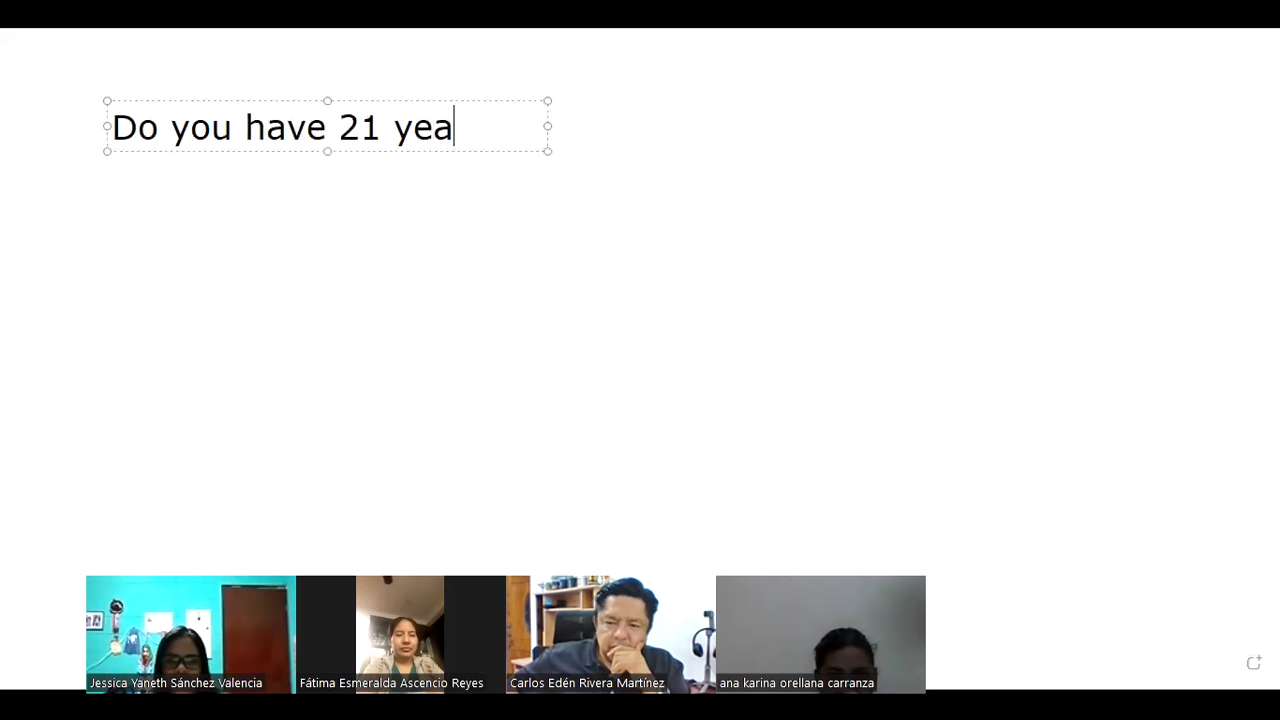 Do you have 21 yea
Jessica Yaneth Sánchez Valencia
Fátima Esmeralda Ascencio Reyes
Carlos Edén Rivera Martínez
ana karina orellana carranza